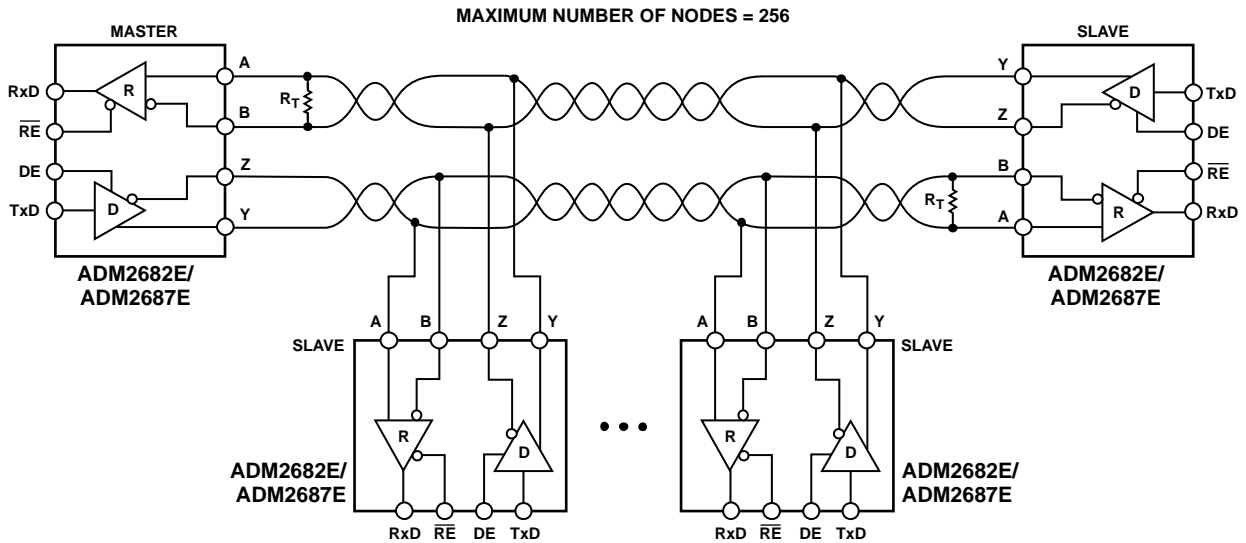 MAXIMUM NUMBER OF NODES = 256
MASTER
SLAVE
A
R
RxD
B
RT
RE
DE
Z
D
TxD
Y
ADM2682E/
ADM2687E
Y
D
TxD
Z
DE
B
RE
RT
R
RxD
A
ADM2682E/
ADM2687E
A B Z Y
SLAVE
R
D
ADM2682E/
ADM2687E
RxD RE DE TxD
A B Z Y
SLAVE
R
D
ADM2682E/
ADM2687E
RxD RE DE TxD